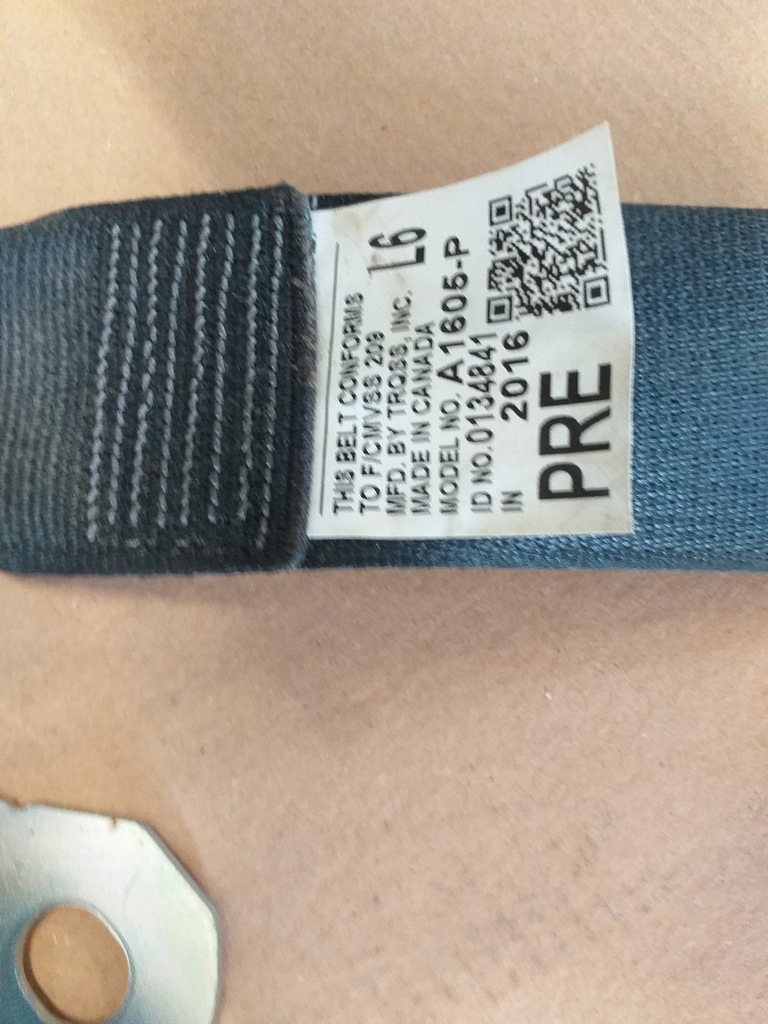 THIS BELT CONFORMS
TO F/CMVSS 209
MFD. BY TRQSS, INC.
MADE IN CANADA
L6
MODEL NO. A1605-P
ID NO.0134841
IN 2016
PRE